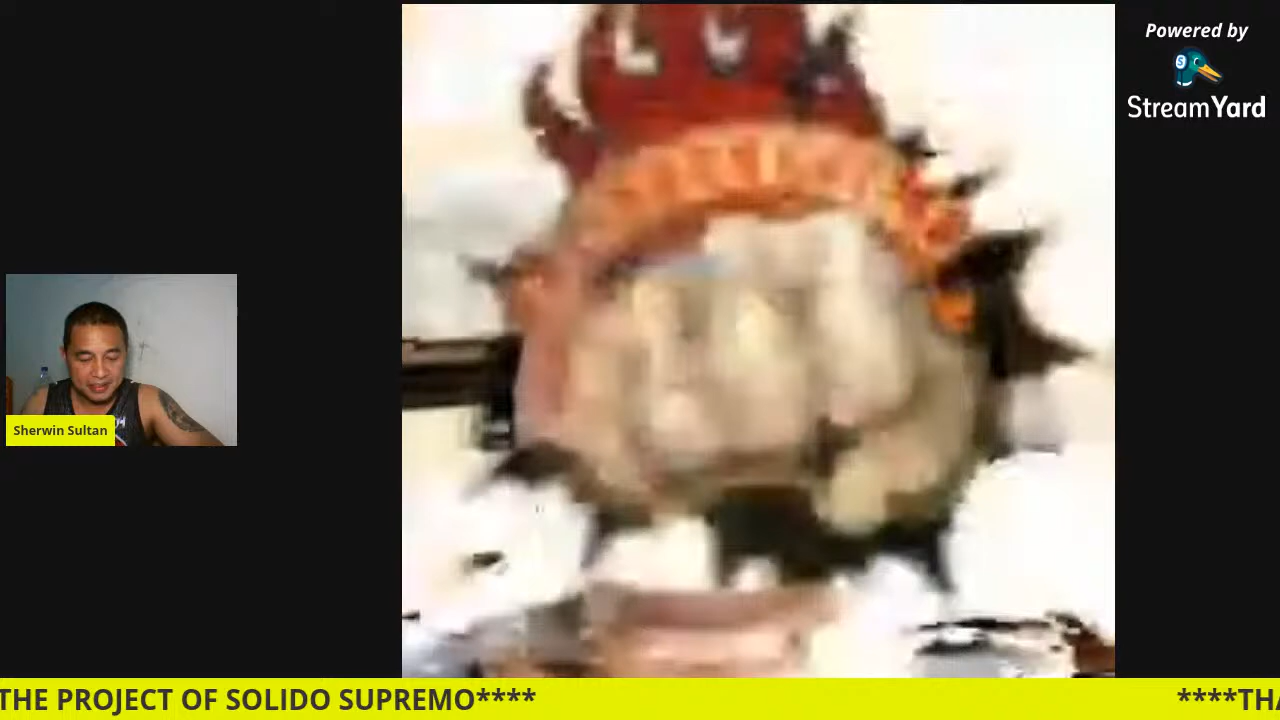 Powered by
StreamYard
Sherwin Sultan
THE PROJECT OF SOLIDO SUPREMO**** ****THA